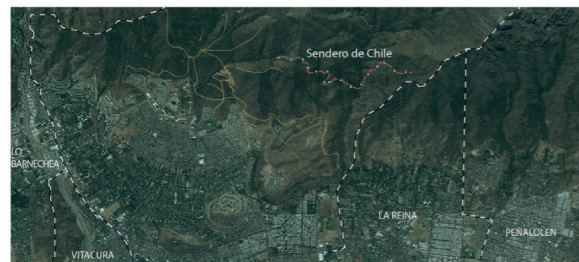 Sendero de Chile
LO
BARNECHEA
LA REINA
PEÑALOLEN
VITACURA